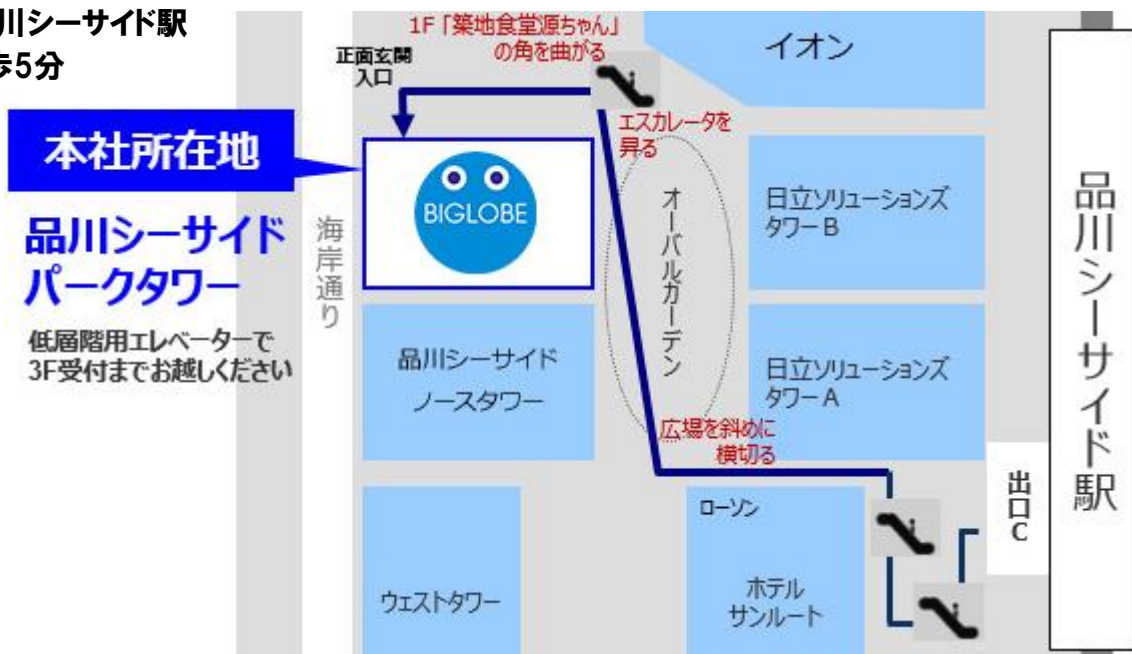 川シーサイド駅
歩5分
本社所在地
品川シーサイド
パークタワー
低層階用エレベーターで
3F受付までお越しください
海岸通り
正面玄関
入口
1F「築地食堂源ちゃん」
の角を曲がる
イオン
エスカレータを
昇る
BIGLOBE
オーバルガーデン
日立ソリューションズ
タワーB
品川シーサイド
ノースタワー
日立ソリューションズ
タワーA
広場を斜めに
横切る
ローソン
ホテル
サンルート
ウェストタワー
出口C
品川シーサイド駅